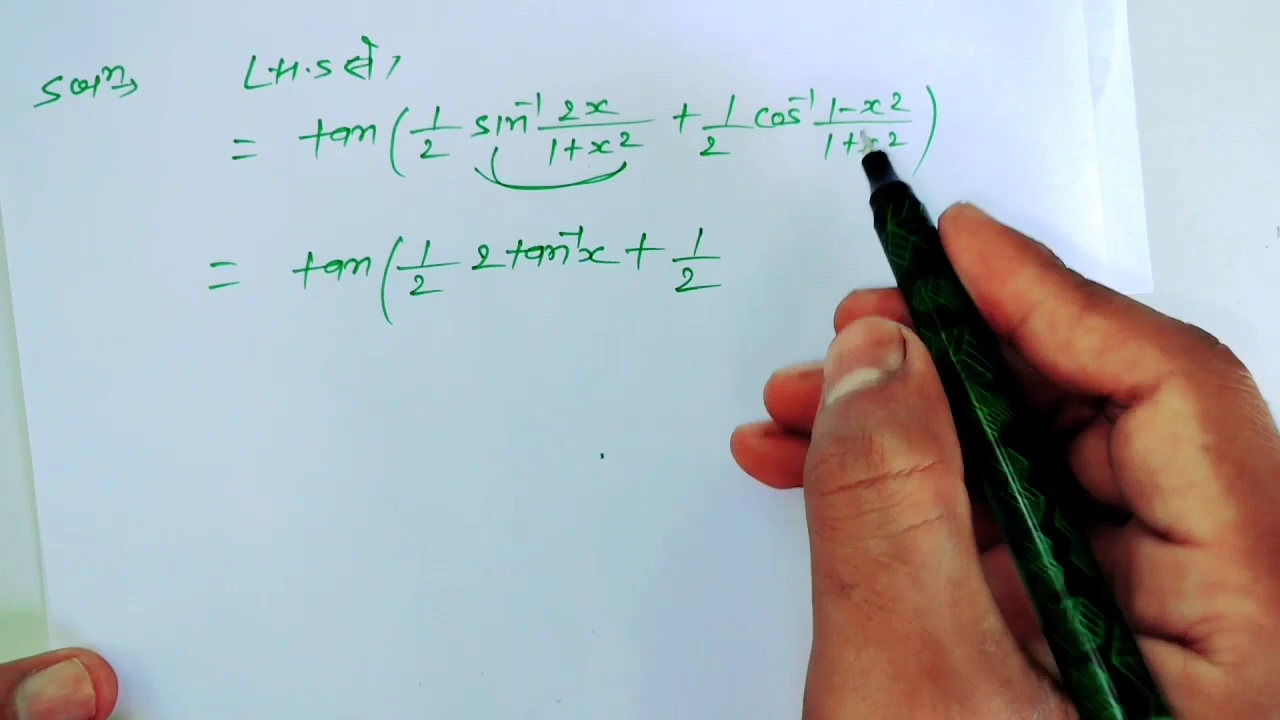 Solⁿ, L.H.S से,
= tan(1/2 sin⁻¹ 2x/1+x² + 1/2 cos⁻¹ 1-x²/1+x²)
= tan(1/2 2tan⁻¹x + 1/2